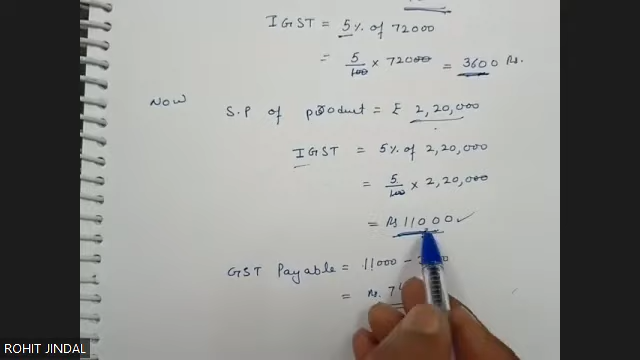 IGST = 5% of 72000
= 5/100 x 72000 = 3600 Rs.
Now
S.P of product = ₹ 2,20,000
IGST = 5% of 2,20,000
= 5/100 x 2,20,000
= Rs 11000 ✓
GST Payable = 11000 -
= Rs. 74
ROHIT JINDAL